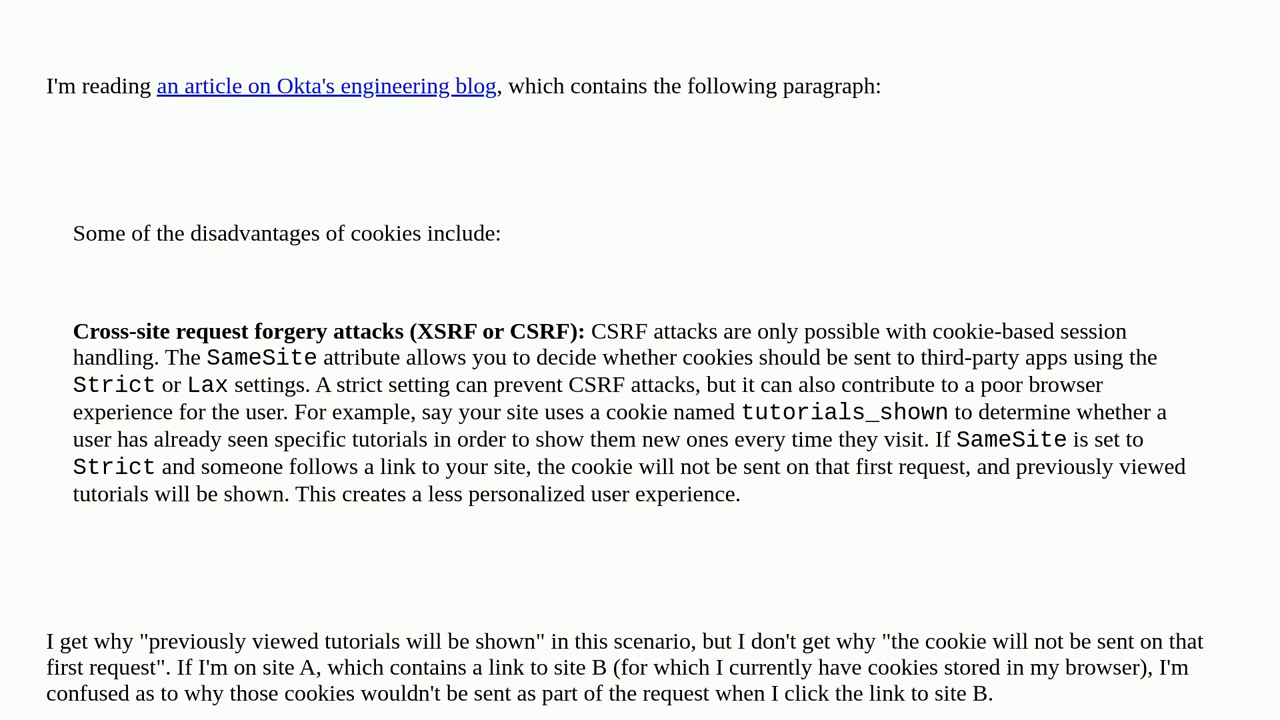 I'm reading an article on Okta's engineering blog, which contains the following paragraph:
Some of the disadvantages of cookies include:
Cross-site request forgery attacks (XSRF or CSRF): CSRF attacks are only possible with cookie-based session
handling. The SameSite attribute allows you to decide whether cookies should be sent to third-party apps using the
Strict or Lax settings. A strict setting can prevent CSRF attacks, but it can also contribute to a poor browser
experience for the user. For example, say your site uses a cookie named tutorials_shown to determine whether a
user has already seen specific tutorials in order to show them new ones every time they visit. If SameSite is set to
Strict and someone follows a link to your site, the cookie will not be sent on that first request, and previously viewed
tutorials will be shown. This creates a less personalized user experience.
I get why "previously viewed tutorials will be shown" in this scenario, but I don't get why "the cookie will not be sent on that
first request". If I'm on site A, which contains a link to site B (for which I currently have cookies stored in my browser), I'm
confused as to why those cookies wouldn't be sent as part of the request when I click the link to site B.